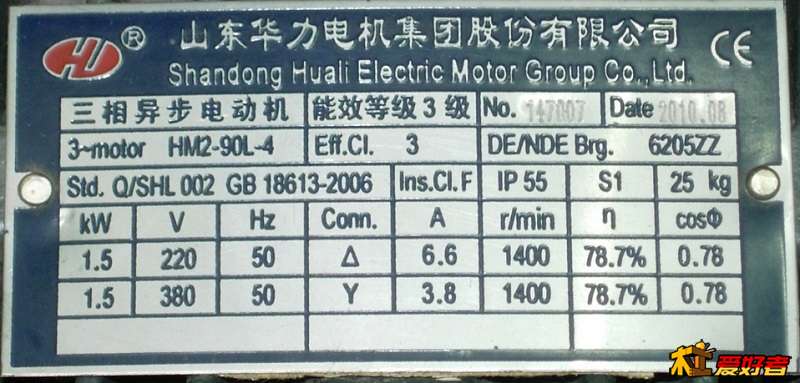 HL ® 山东华力电机集团股份有限公司 CE
Shandong Huali Electric Motor Group Co.,Ltd.
三相异步电动机 能效等级3级 No. 147007 Date 2010.08
3~motor HM2-90L-4 Eff.Cl. 3 DE/NDE Brg. 6205ZZ
Std. Q/SHL 002 GB 18613-2006 Ins.Cl.F IP 55 S1 25 kg
kW V Hz Conn. A r/min η cosΦ
1.5 220 50 Δ 6.6 1400 78.7% 0.78
1.5 380 50 Y 3.8 1400 78.7% 0.78
爱好者